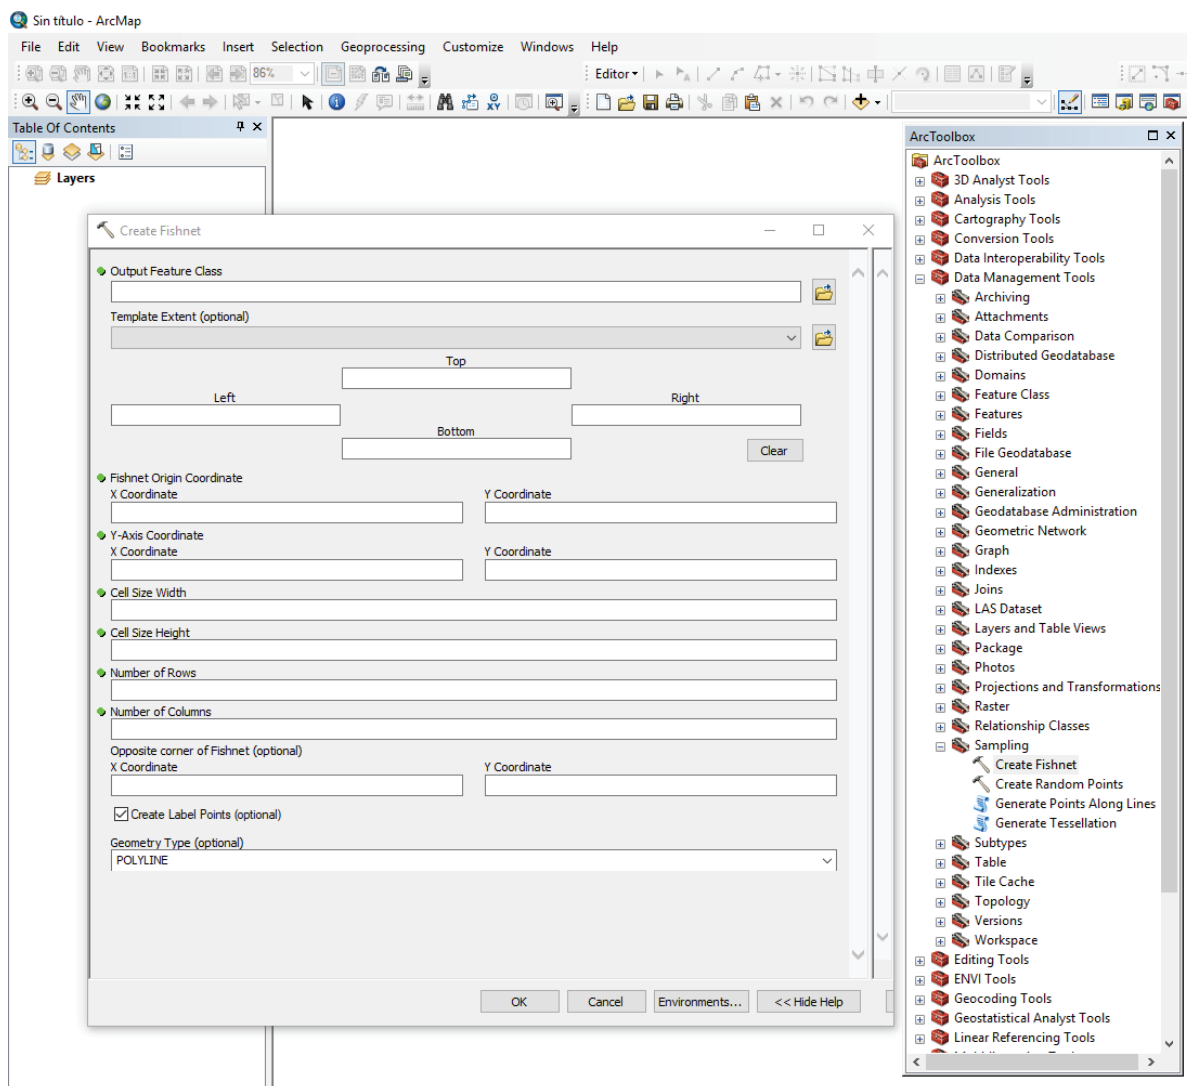 Sin título - ArcMap
File Edit View Bookmarks Insert Selection Geoprocessing Customize Windows Help
86% Editor
XY
Table Of Contents
Layers
Create Fishnet
Output Feature Class
Template Extent (optional)
Top
Left Right
Bottom
Clear
Fishnet Origin Coordinate
X Coordinate Y Coordinate
Y-Axis Coordinate
X Coordinate Y Coordinate
Cell Size Width
Cell Size Height
Number of Rows
Number of Columns
Opposite corner of Fishnet (optional)
X Coordinate Y Coordinate
Create Label Points (optional)
Geometry Type (optional)
POLYLINE
OK Cancel Environments... << Hide Help
ArcToolbox
ArcToolbox
3D Analyst Tools
Analysis Tools
Cartography Tools
Conversion Tools
Data Interoperability Tools
Data Management Tools
Archiving
Attachments
Data Comparison
Distributed Geodatabase
Domains
Feature Class
Features
Fields
File Geodatabase
General
Generalization
Geodatabase Administration
Geometric Network
Graph
Indexes
Joins
LAS Dataset
Layers and Table Views
Package
Photos
Projections and Transformations
Raster
Relationship Classes
Sampling
Create Fishnet
Create Random Points
Generate Points Along Lines
Generate Tessellation
Subtypes
Table
Tile Cache
Topology
Versions
Workspace
Editing Tools
ENVI Tools
Geocoding Tools
Geostatistical Analyst Tools
Linear Referencing Tools